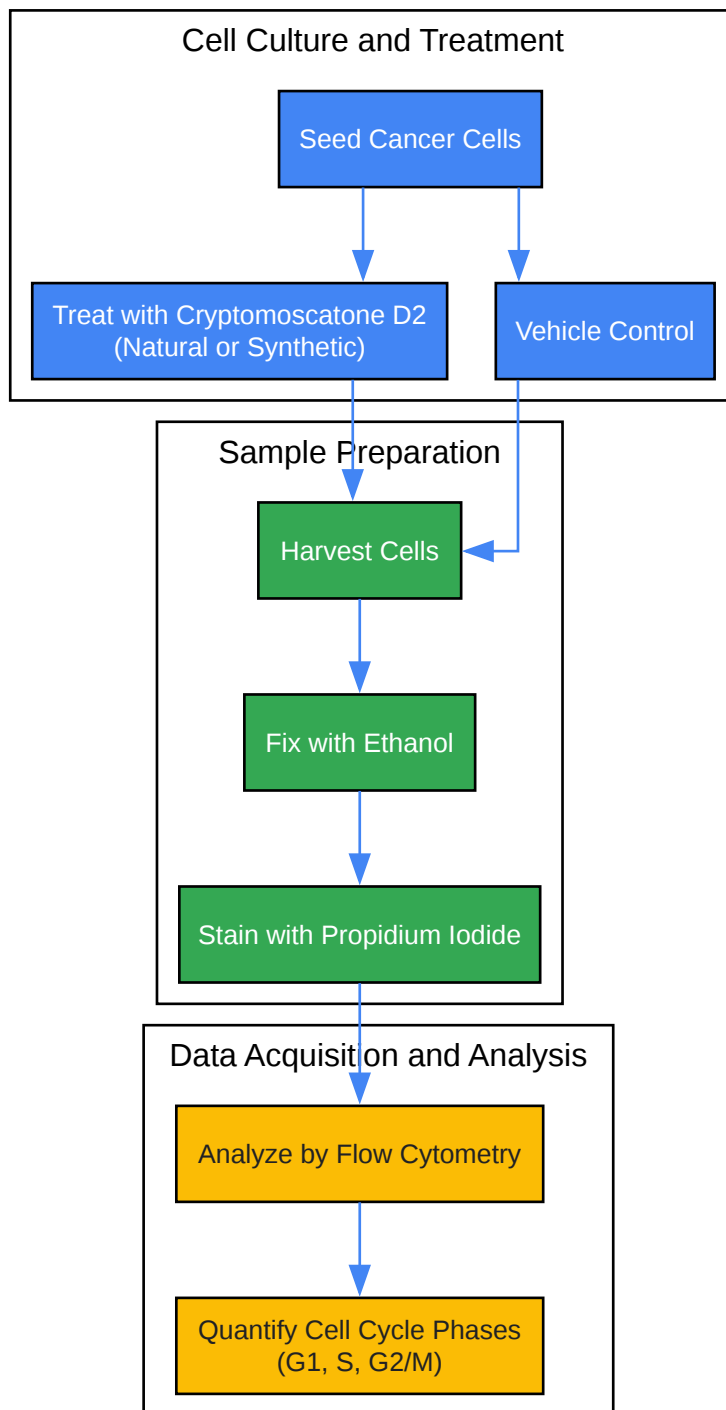 Cell Culture and Treatment
Seed Cancer Cells
Treat with Cryptomoscatone D2
(Natural or Synthetic)
Vehicle Control
Sample Preparation
Harvest Cells
Fix with Ethanol
Stain with Propidium Iodide
Data Acquisition and Analysis
Analyze by Flow Cytometry
Quantify Cell Cycle Phases
(G1, S, G2/M)